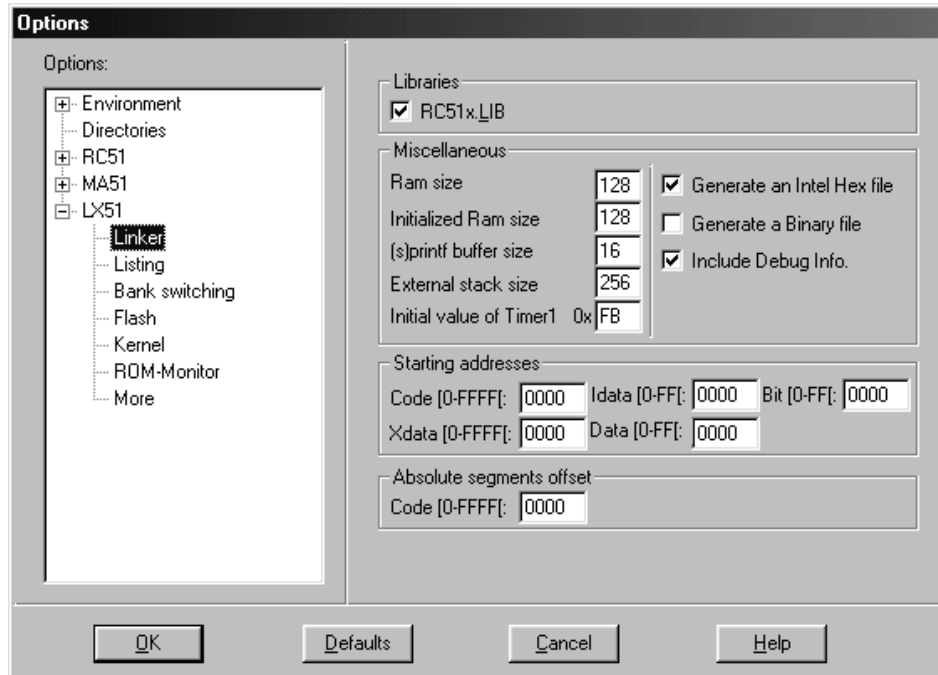 Options
Options:
Environment
Directories
RC51
MA51
LX51
Linker
Listing
Bank switching
Flash
Kernel
ROM-Monitor
More
Libraries
RC51x.LIB
Miscellaneous
Ram size 128
Initialized Ram size 128
(s)printf buffer size 16
External stack size 256
Initial value of Timer1 0x FB
Generate an Intel Hex file
Generate a Binary file
Include Debug Info.
Starting addresses
Code [0-FFFF[: 0000 Idata [0-FF[: 0000 Bit [0-FF[: 0000
Xdata [0-FFFF[: 0000 Data [0-FF[: 0000
Absolute segments offset
Code [0-FFFF[: 0000
OK Defaults Cancel Help